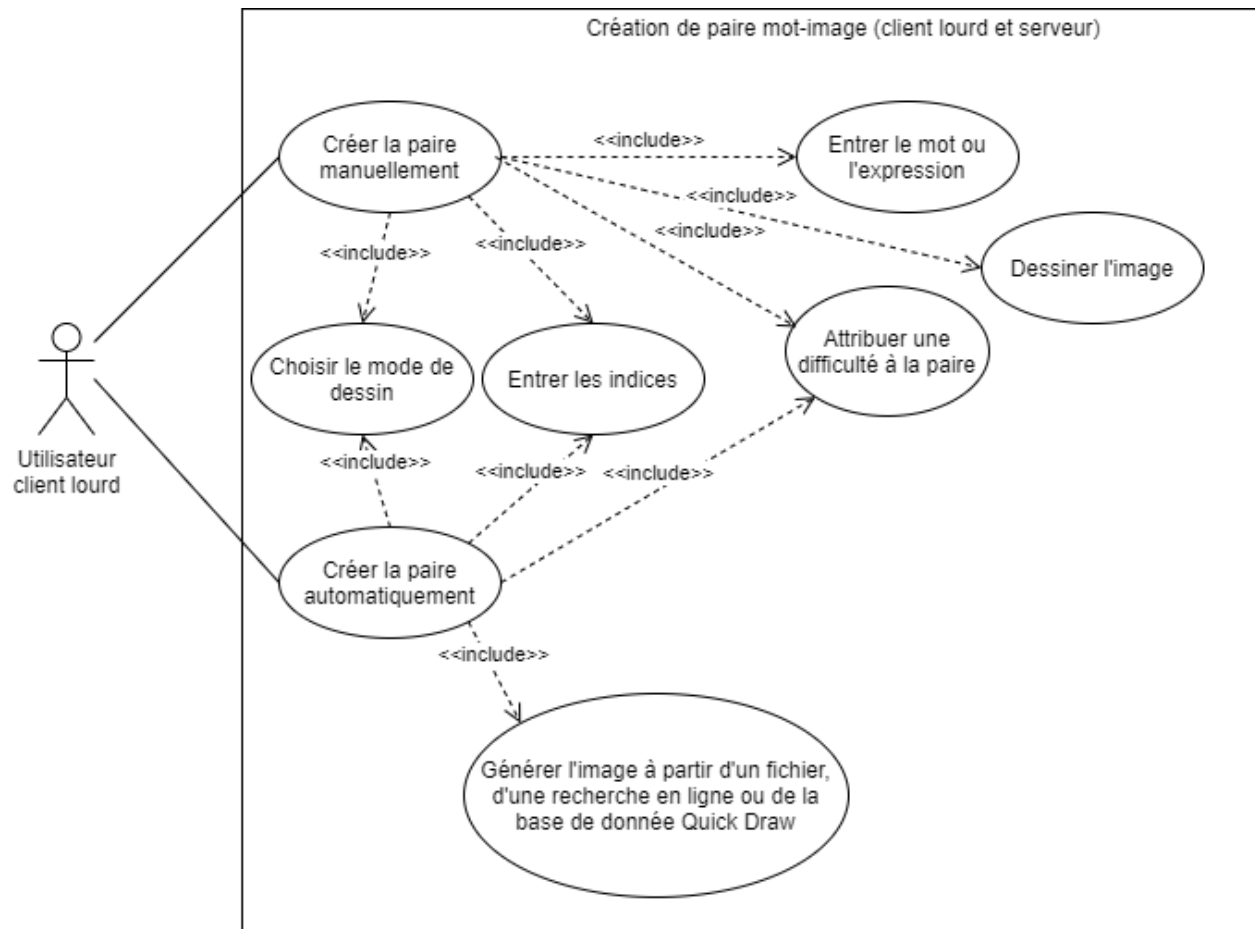 Création de paire mot-image (client lourd et serveur)
Créer la paire
manuellement
<<include>>
Entrer le mot ou
l'expression
<<include>>
<<include>>
<<include>>
<<include>>
Dessiner l'image
Choisir le mode de
dessin
Entrer les indices
Attribuer une
difficulté à la paire
Utilisateur
client lourd
<<include>>
<<include>>
<<include>>
Créer la paire
automatiquement
<<include>>
Générer l'image à partir d'un fichier,
d'une recherche en ligne ou de la
base de donnée Quick Draw